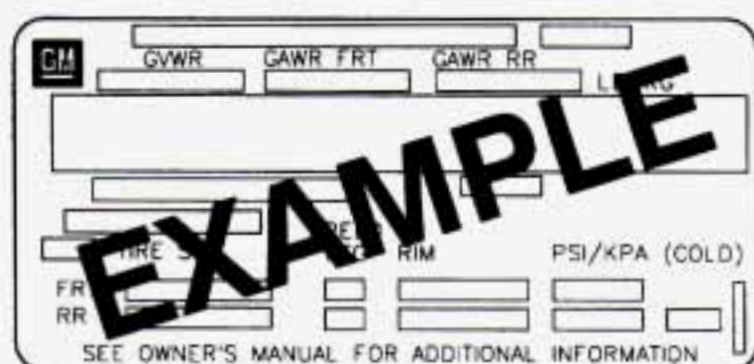 GM
GVWR GAWR FRT GAWR RR
EXAMPLE
RIM PSI/KPA (COLD)
FR
RR
SEE OWNER'S MANUAL FOR ADDITIONAL INFORMATION